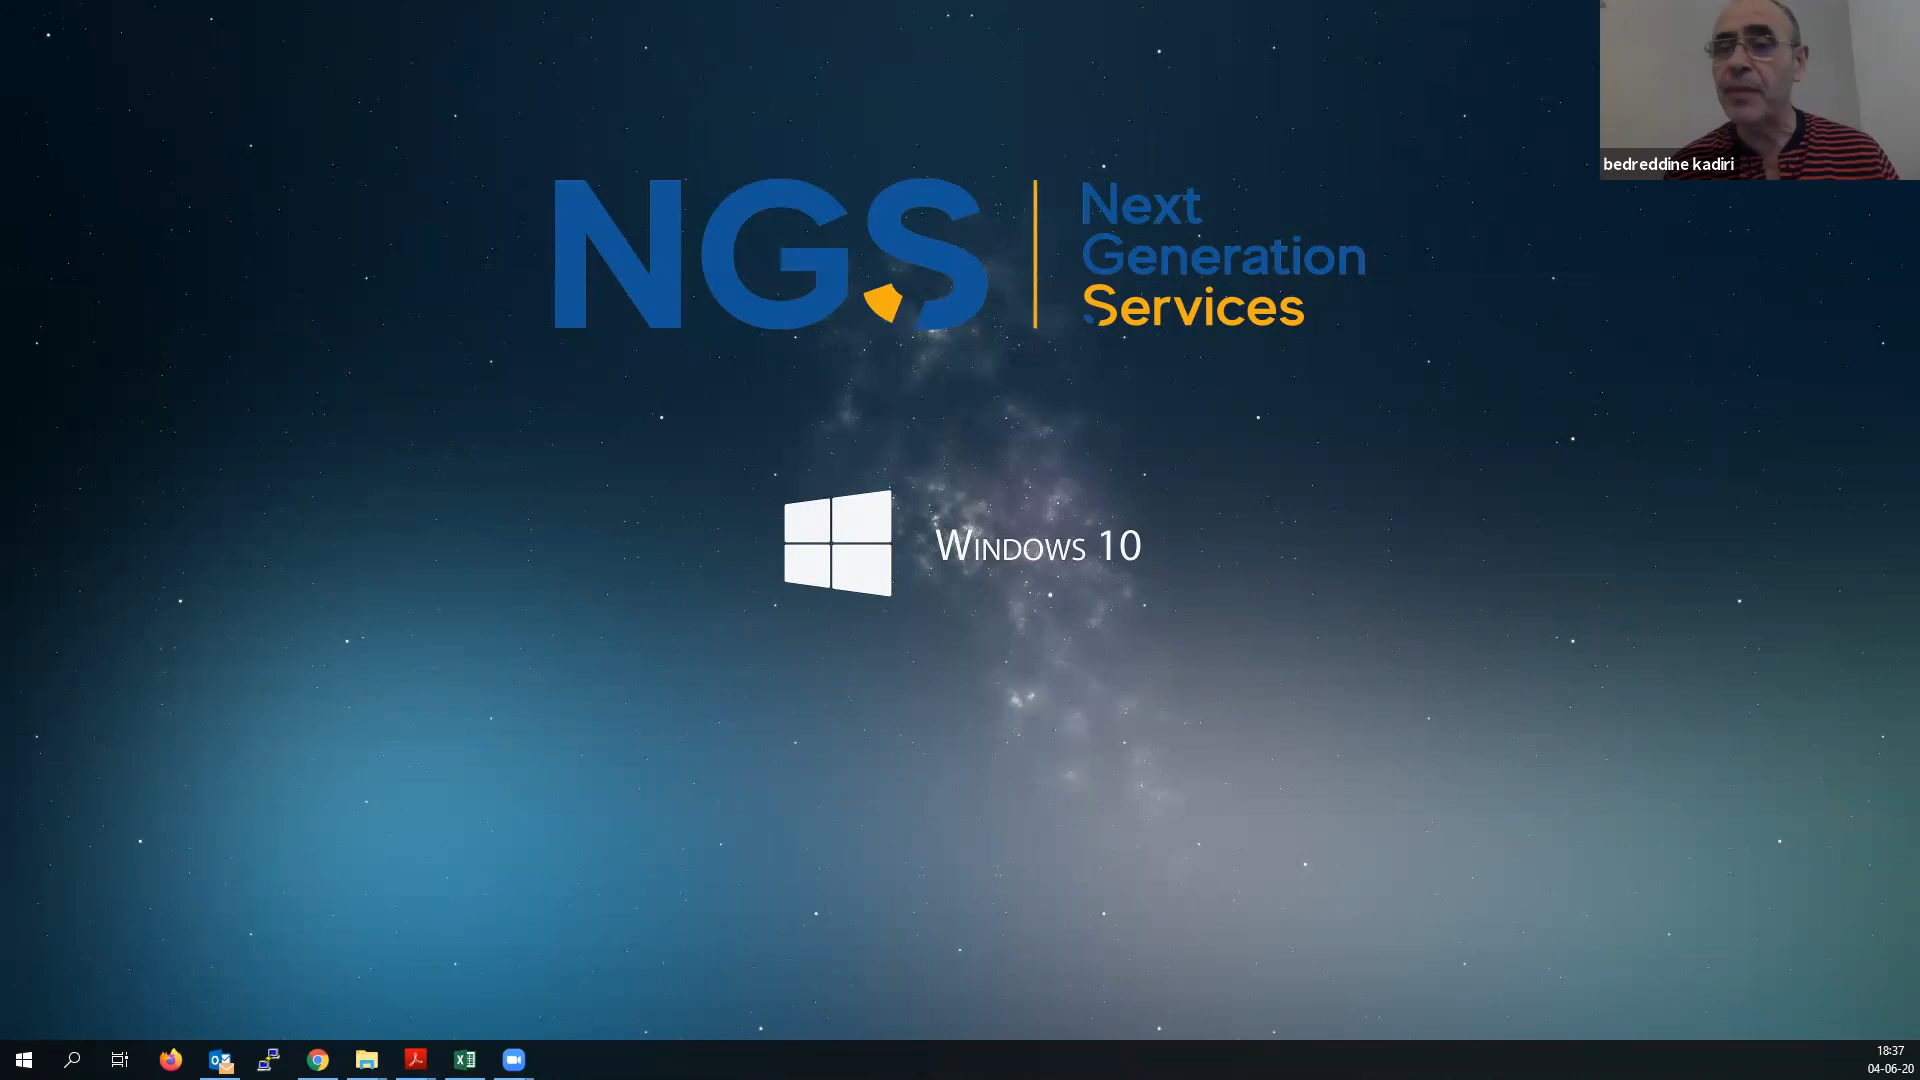 bedreddine kadiri
NGS
Next
Generation
Services
Windows 10
18:37
04-06-20